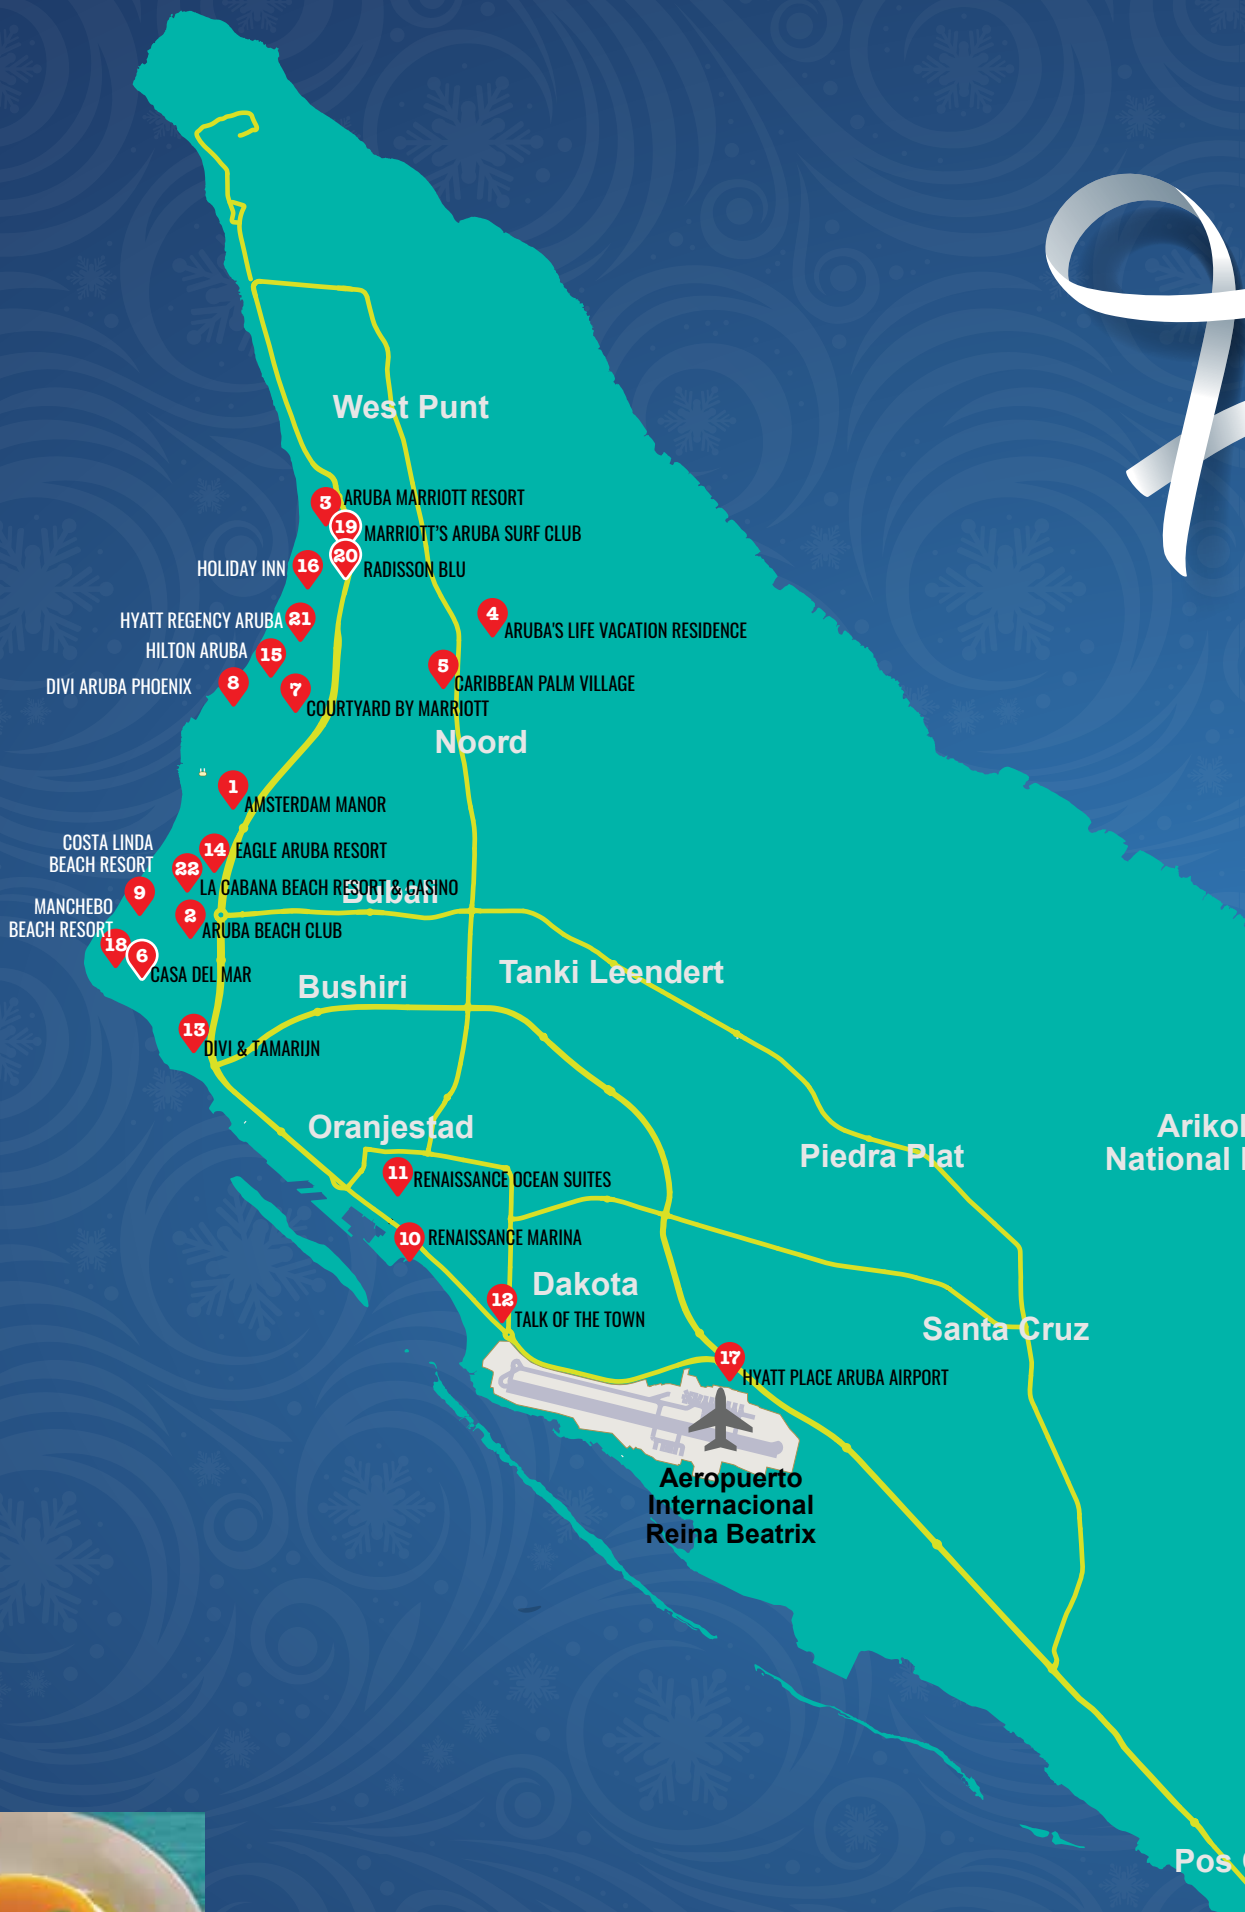 West Punt
3 ARUBA MARRIOTT RESORT
19 MARRIOTT'S ARUBA SURF CLUB
20 RADISSON BLU
HOLIDAY INN 16
HYATT REGENCY ARUBA 21
4 ARUBA'S LIFE VACATION RESIDENCE
HILTON ARUBA 15
5 CARIBBEAN PALM VILLAGE
DIVI ARUBA PHOENIX 8
7 COURTYARD BY MARRIOTT
Noord
1 AMSTERDAM MANOR
COSTA LINDA
BEACH RESORT
9
14 EAGLE ARUBA RESORT
22 LA CABANA BEACH RESORT & CASINO
Bubali
MANCHEBO
BEACH RESORT
18
2 ARUBA BEACH CLUB
6 CASA DEL MAR
Tanki Leendert
Bushiri
13 DIVI & TAMARIJN
Oranjestad
Piedra Plat
11 RENAISSANCE OCEAN SUITES
10 RENAISSANCE MARINA
Dakota
12 TALK OF THE TOWN
Santa Cruz
17 HYATT PLACE ARUBA AIRPORT
Aeropuerto
Internacional
Reina Beatrix
National
Pos